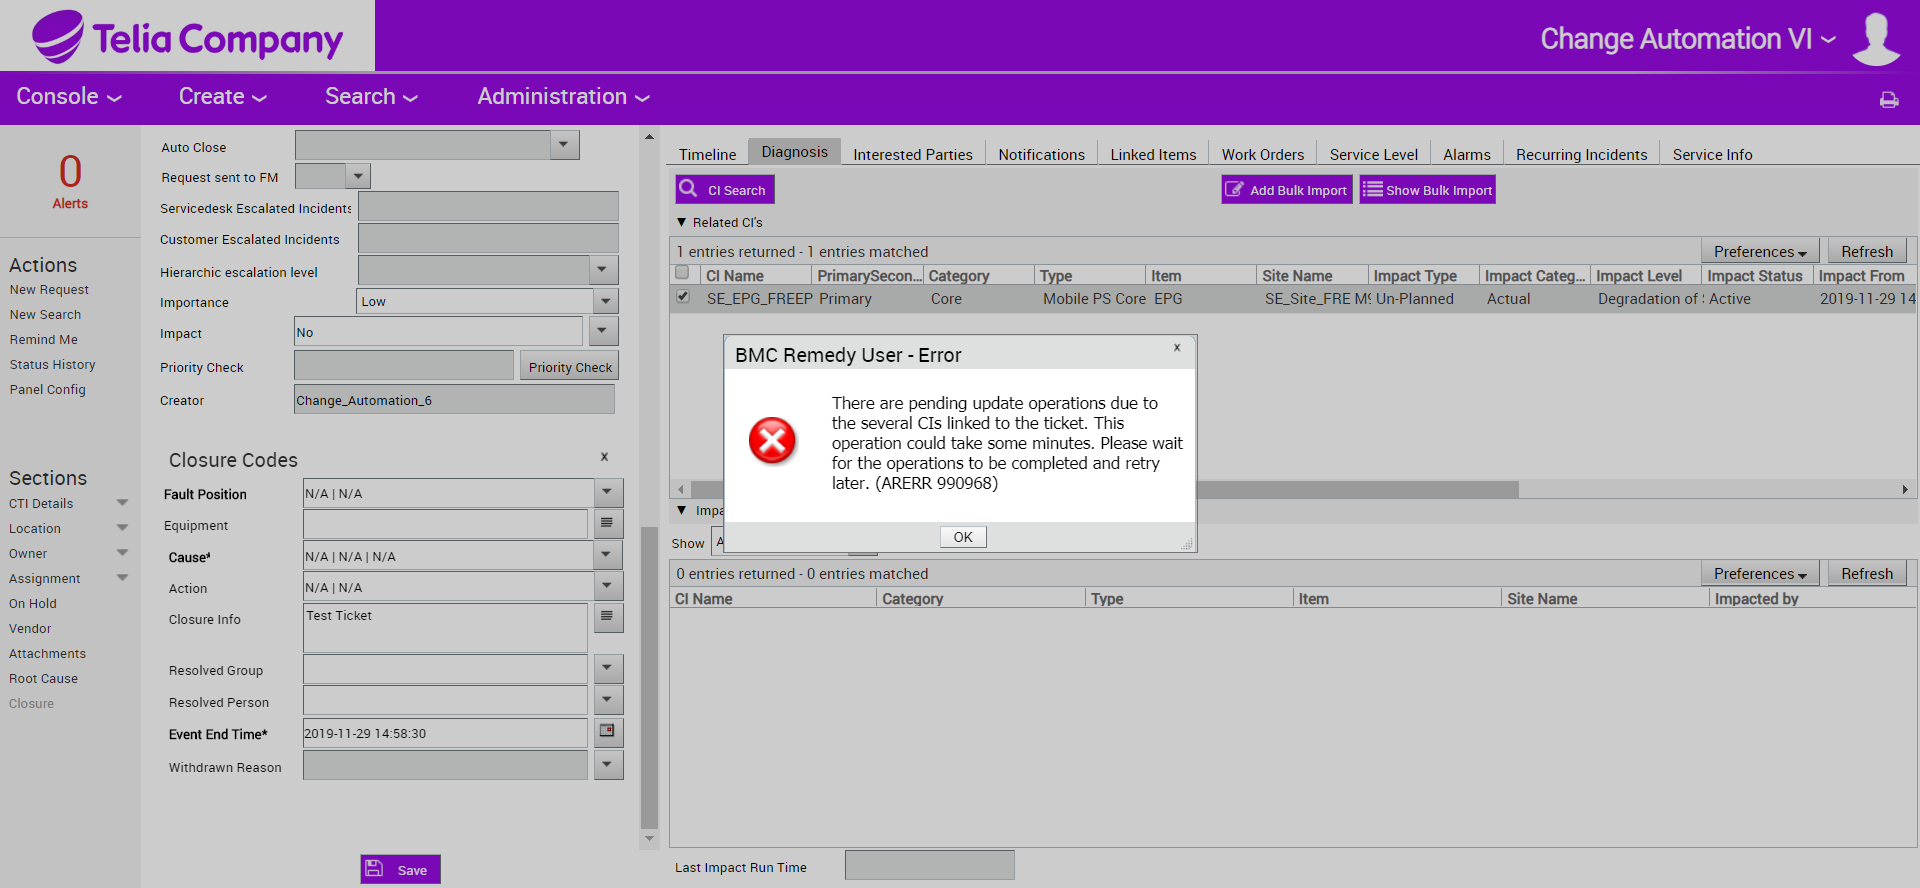 Telia Company
Change Automation VI
Console
Create
Search
Administration
0
Alerts
Actions
New Request
New Search
Remind Me
Status History
Panel Config
Sections
CTI Details
Location
Owner
Assignment
On Hold
Vendor
Attachments
Root Cause
Closure
Auto Close
Request sent to FM
Servicedesk Escalated Incidents
Customer Escalated Incidents
Hierarchic escalation level
Importance Low
Impact No
Priority Check Priority Check
Creator Change_Automation_6
Closure Codes x
Fault Position N/A | N/A
Equipment
Cause* N/A | N/A | N/A
Action N/A | N/A
Closure Info Test Ticket
Resolved Group
Resolved Person
Event End Time* 2019-11-29 14:58:30
Withdrawn Reason
Save
Timeline Diagnosis Interested Parties Notifications Linked Items Work Orders Service Level Alarms Recurring Incidents Service Info
CI Search Add Bulk Import Show Bulk Import
Related CI's
1 entries returned - 1 entries matched Preferences Refresh
CI Name PrimarySecon... Category Type Item Site Name Impact Type Impact Categ... Impact Level Impact Status Impact From
SE_EPG_FREEP Primary Core Mobile PS Core EPG SE_Site_FRE Un-Planned Actual Degradation of Active 2019-11-29 14
BMC Remedy User - Error x
There are pending update operations due to
the several CIs linked to the ticket. This
operation could take some minutes. Please wait
for the operations to be completed and retry
later. (ARERR 990968)
OK
Impa
Show A
0 entries returned - 0 entries matched Preferences Refresh
CI Name Category Type Item Site Name Impacted by
Last Impact Run Time